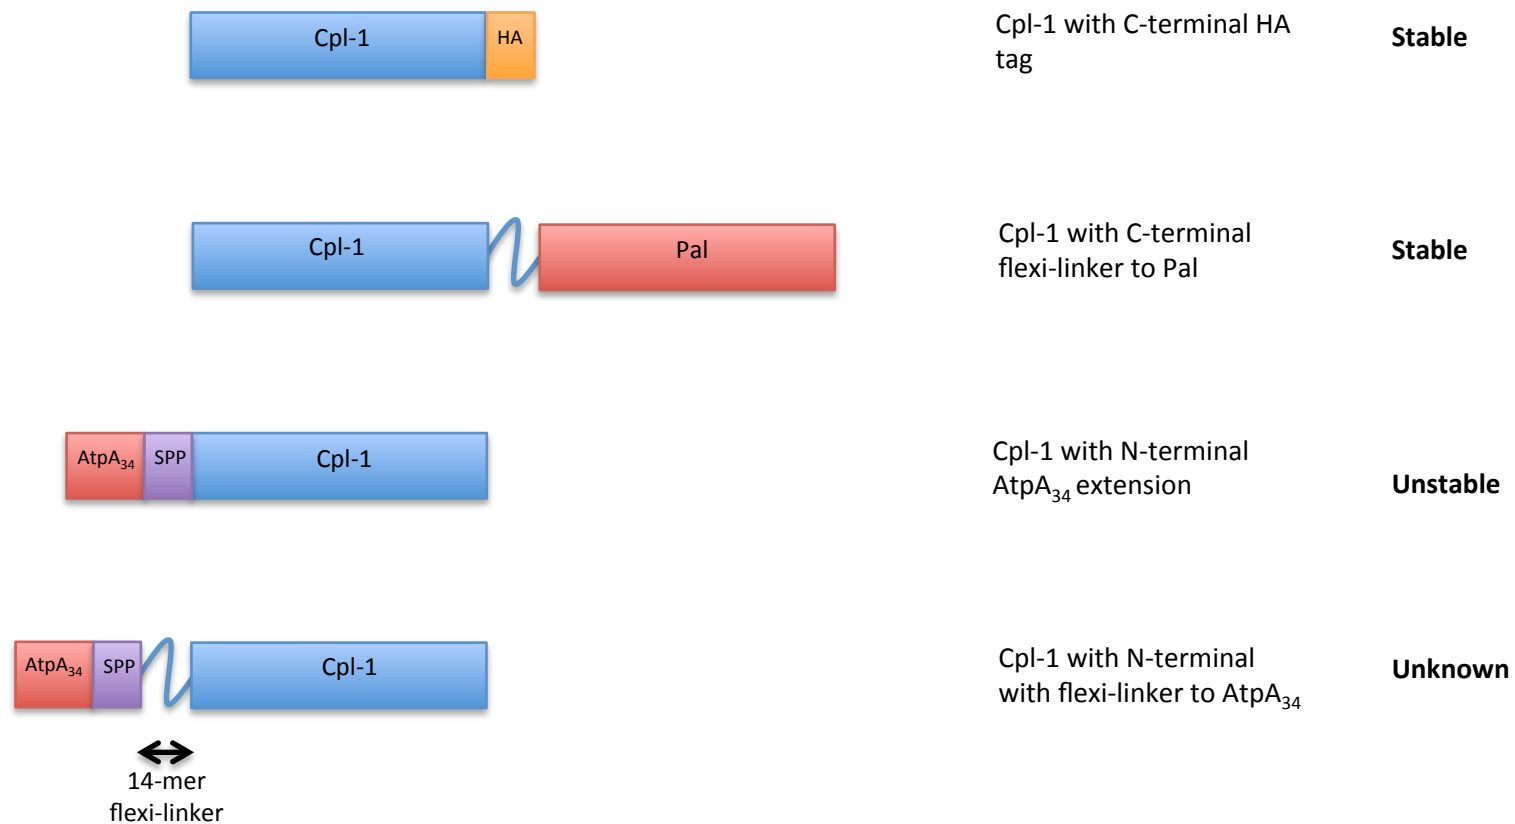 Cpl-1
HA
Cpl-1 with C-terminal HA
tag
Stable
Cpl-1
Pal
Cpl-1 with C-terminal
flexi-linker to Pal
Stable
AtpA₃₄
SPP
Cpl-1
Cpl-1 with N-terminal
AtpA₃₄ extension
Unstable
AtpA₃₄
SPP
Cpl-1
Cpl-1 with N-terminal
with flexi-linker to AtpA₃₄
Unknown
14-mer
flexi-linker